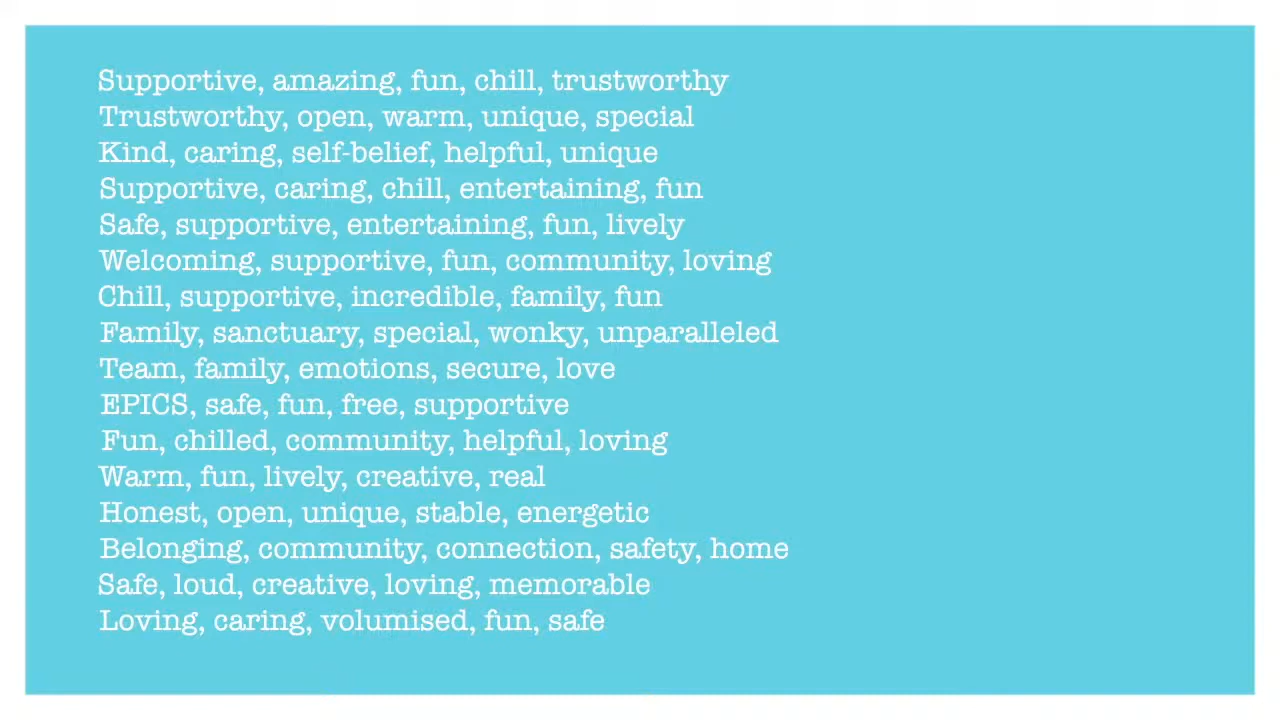 Supportive, amazing, fun, chill, trustworthy
Trustworthy, open, warm, unique, special
Kind, caring, self-belief, helpful, unique
Supportive, caring, chill, entertaining, fun
Safe, supportive, entertaining, fun, lively
Welcoming, supportive, fun, community, loving
Chill, supportive, incredible, family, fun
Family, sanctuary, special, wonky, unparalleled
Team, family, emotions, secure, love
EPICS, safe, fun, free, supportive
Fun, chilled, community, helpful, loving
Warm, fun, lively, creative, real
Honest, open, unique, stable, energetic
Belonging, community, connection, safety, home
Safe, loud, creative, loving, memorable
Loving, caring, volumised, fun, safe